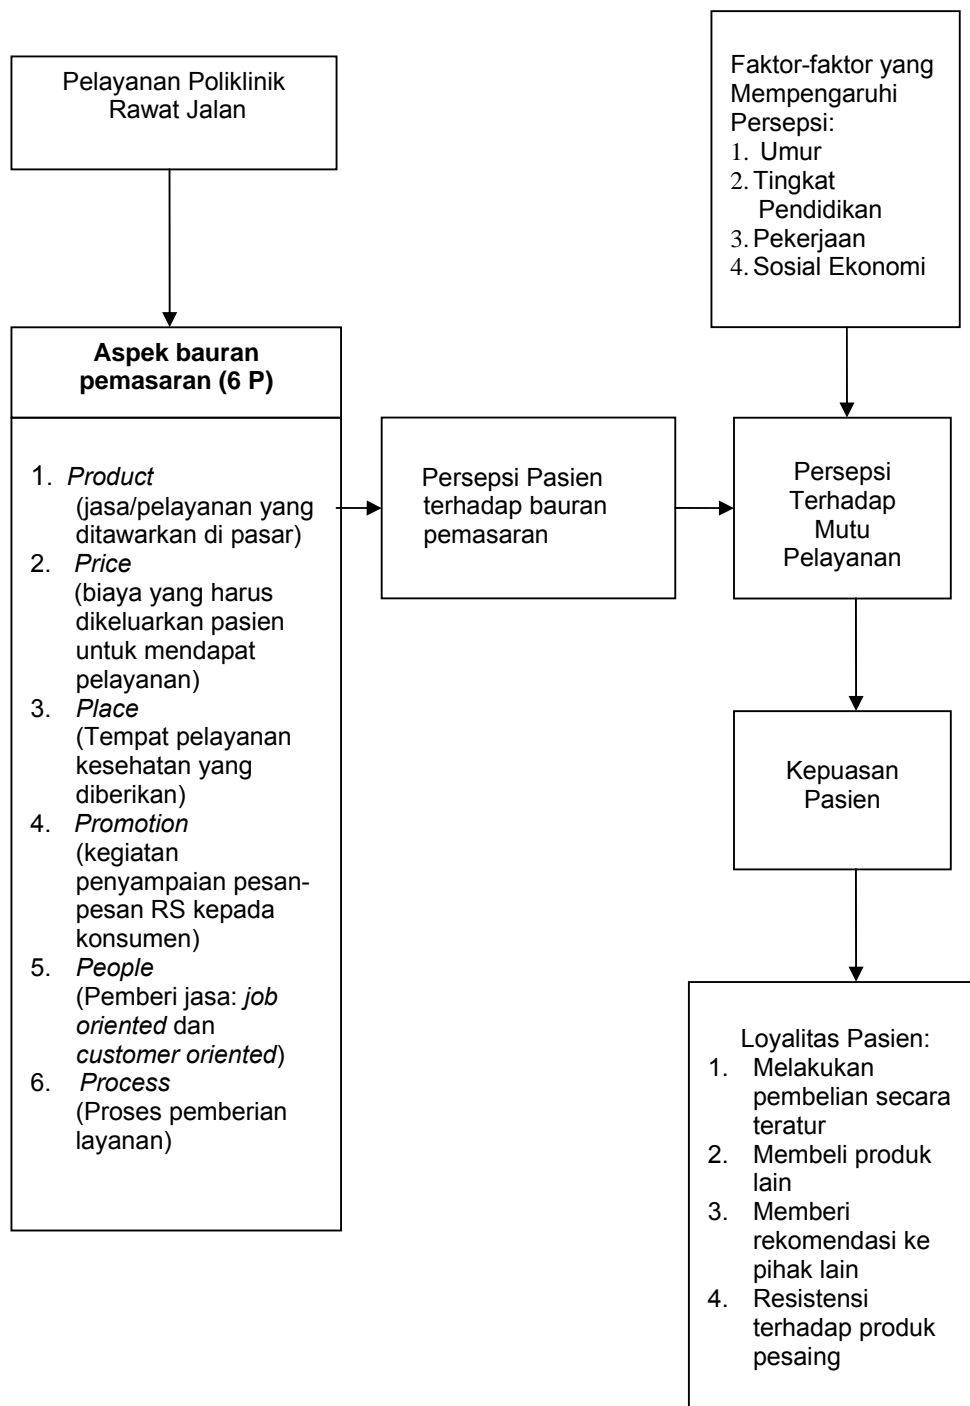 Pelayanan Poliklinik
Rawat Jalan
Faktor-faktor yang
Mempengaruhi
Persepsi:
1. Umur
2. Tingkat
Pendidikan
3. Pekerjaan
4. Sosial Ekonomi
Aspek bauran
pemasaran (6 P)
1. Product
(jasa/pelayanan yang
ditawarkan di pasar)
2. Price
(biaya yang harus
dikeluarkan pasien
untuk mendapat
pelayanan)
3. Place
(Tempat pelayanan
kesehatan yang
diberikan)
4. Promotion
(kegiatan
penyampaian pesan-
pesan RS kepada
konsumen)
5. People
(Pemberi jasa: job
oriented dan
customer oriented)
6. Process
(Proses pemberian
layanan)
Persepsi Pasien
terhadap bauran
pemasaran
Persepsi
Terhadap
Mutu
Pelayanan
Kepuasan
Pasien
Loyalitas Pasien:
1. Melakukan
pembelian secara
teratur
2. Membeli produk
lain
3. Memberi
rekomendasi ke
pihak lain
4. Resistensi
terhadap produk
pesaing